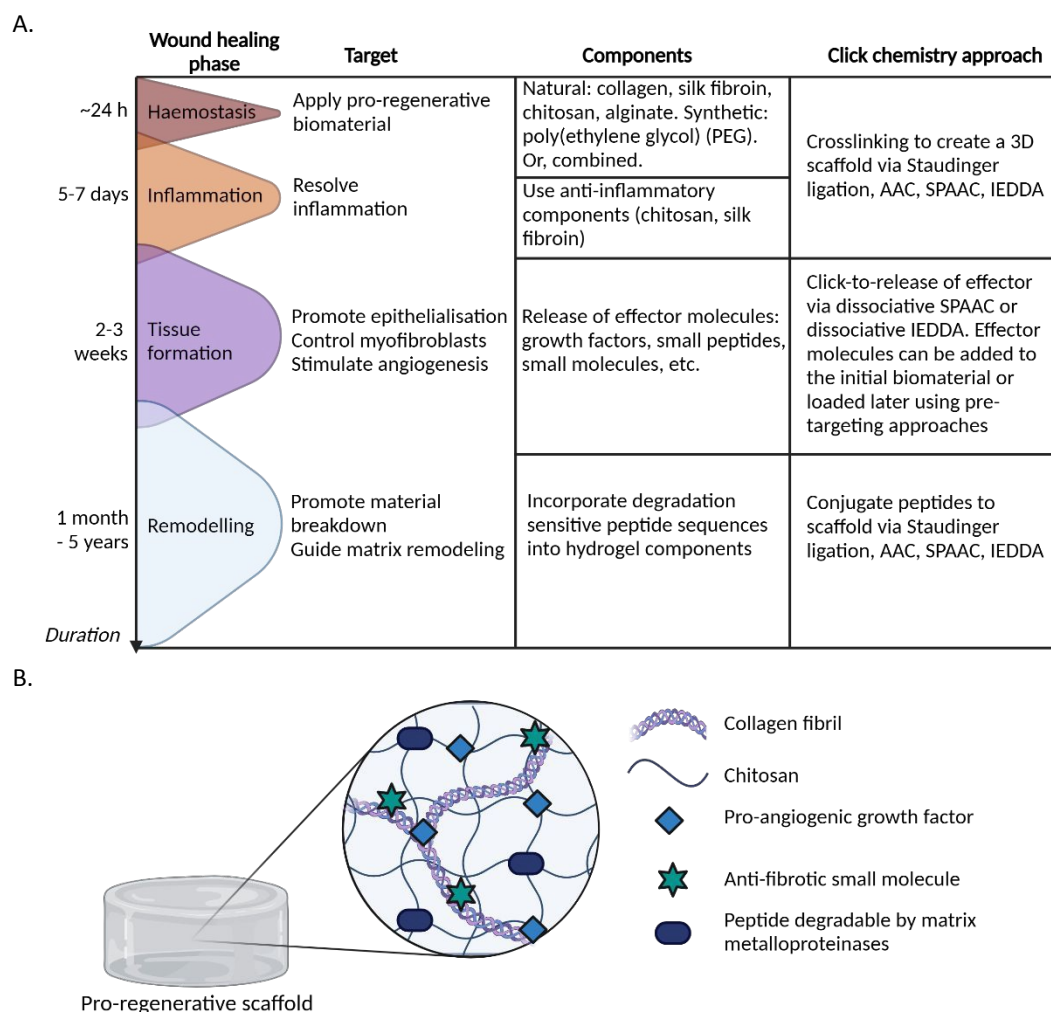 A.
Wound healing
phase
Target
Components
Click chemistry approach
~24 h
Haemostasis
Apply pro-regenerative
biomaterial
Natural: collagen, silk fibroin,
chitosan, alginate. Synthetic:
poly(ethylene glycol) (PEG).
Or, combined.
Crosslinking to create a 3D
scaffold via Staudinger
ligation, AAC, SPAAC, IEDDA
5-7 days
Inflammation
Resolve
inflammation
Use anti-inflammatory
components (chitosan, silk
fibroin)
2-3
weeks
Tissue
formation
Promote epithelialisation
Control myofibroblasts
Stimulate angiogenesis
Release of effector molecules:
growth factors, small peptides,
small molecules, etc.
Click-to-release of effector
via dissociative SPAAC or
dissociative IEDDA. Effector
molecules can be added to
the initial biomaterial or
loaded later using pre-
targeting approaches
1 month
- 5 years
Remodelling
Promote material
breakdown
Guide matrix remodeling
Incorporate degradation
sensitive peptide sequences
into hydrogel components
Conjugate peptides to
scaffold via Staudinger
ligation, AAC, SPAAC, IEDDA
Duration
B.
Collagen fibril
Chitosan
Pro-angiogenic growth factor
Anti-fibrotic small molecule
Peptide degradable by matrix
metalloproteinases
Pro-regenerative scaffold